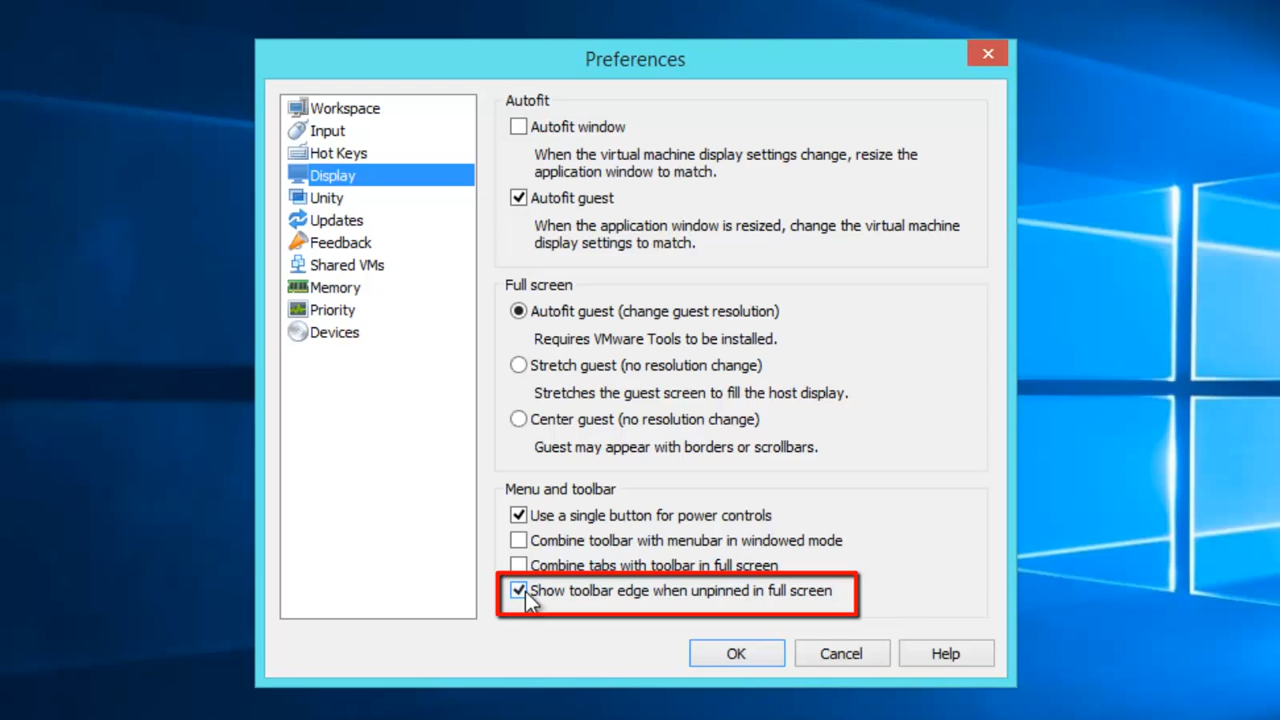 Preferences
Workspace
Input
Hot Keys
Display
Unity
Updates
Feedback
Shared VMs
Memory
Priority
Devices
Autofit
Autofit window
When the virtual machine display settings change, resize the
application window to match.
Autofit guest
When the application window is resized, change the virtual machine
display settings to match.
Full screen
Autofit guest (change guest resolution)
Requires VMware Tools to be installed.
Stretch guest (no resolution change)
Stretches the guest screen to fill the host display.
Center guest (no resolution change)
Guest may appear with borders or scrollbars.
Menu and toolbar
Use a single button for power controls
Combine toolbar with menubar in windowed mode
Combine tabs with toolbar in full screen
Show toolbar edge when unpinned in full screen
OK Cancel Help